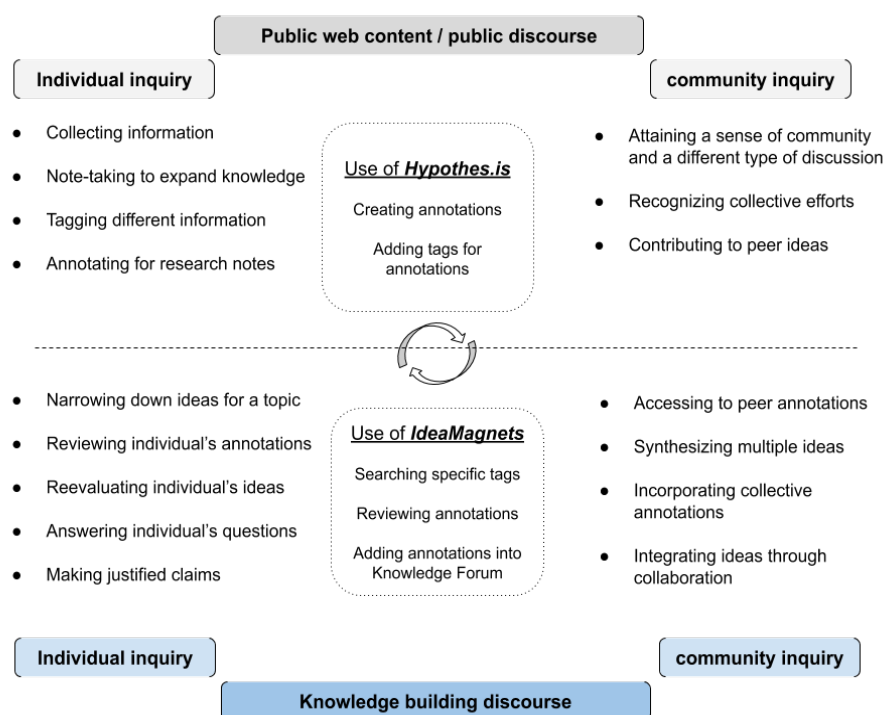 Public web content / public discourse
Individual inquiry
community inquiry
● Collecting information
● Note-taking to expand knowledge
● Tagging different information
● Annotating for research notes
Use of Hypothes.is
Creating annotations
Adding tags for
annotations
● Attaining a sense of community
and a different type of discussion
● Recognizing collective efforts
● Contributing to peer ideas
● Narrowing down ideas for a topic
● Reviewing individual's annotations
● Reevaluating individual's ideas
● Answering individual's questions
● Making justified claims
Use of IdeaMagnets
Searching specific tags
Reviewing annotations
Adding annotations into
Knowledge Forum
● Accessing to peer annotations
● Synthesizing multiple ideas
● Incorporating collective
annotations
● Integrating ideas through
collaboration
Individual inquiry
community inquiry
Knowledge building discourse